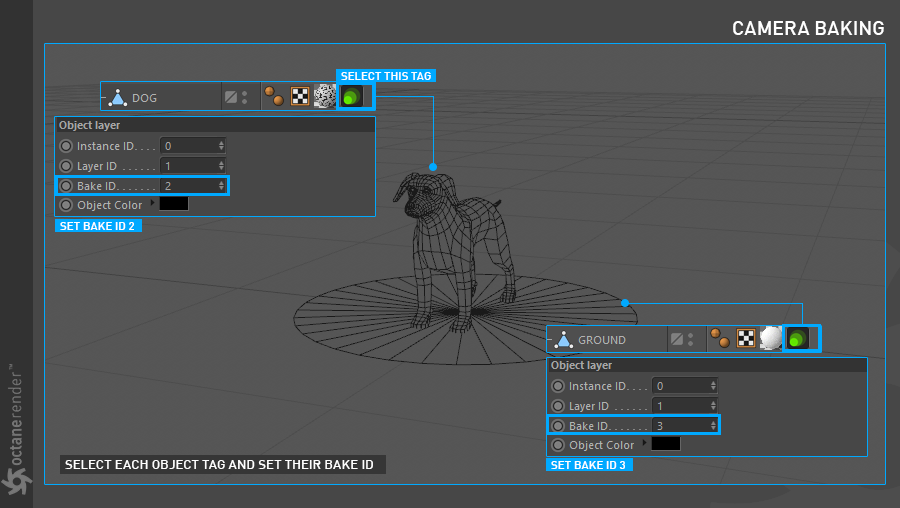 CAMERA BAKING
SELECT THIS TAG
DOG
Object layer
Instance ID. . . . 0
Layer ID . . . . . . 1
Bake ID. . . . . . . 2
Object Color
SET BAKE ID 2
GROUND
Object layer
Instance ID. . . . 0
Layer ID . . . . . . 1
Bake ID. . . . . . . 3
Object Color
SET BAKE ID 3
SELECT EACH OBJECT TAG AND SET THEIR BAKE ID
octanerender™